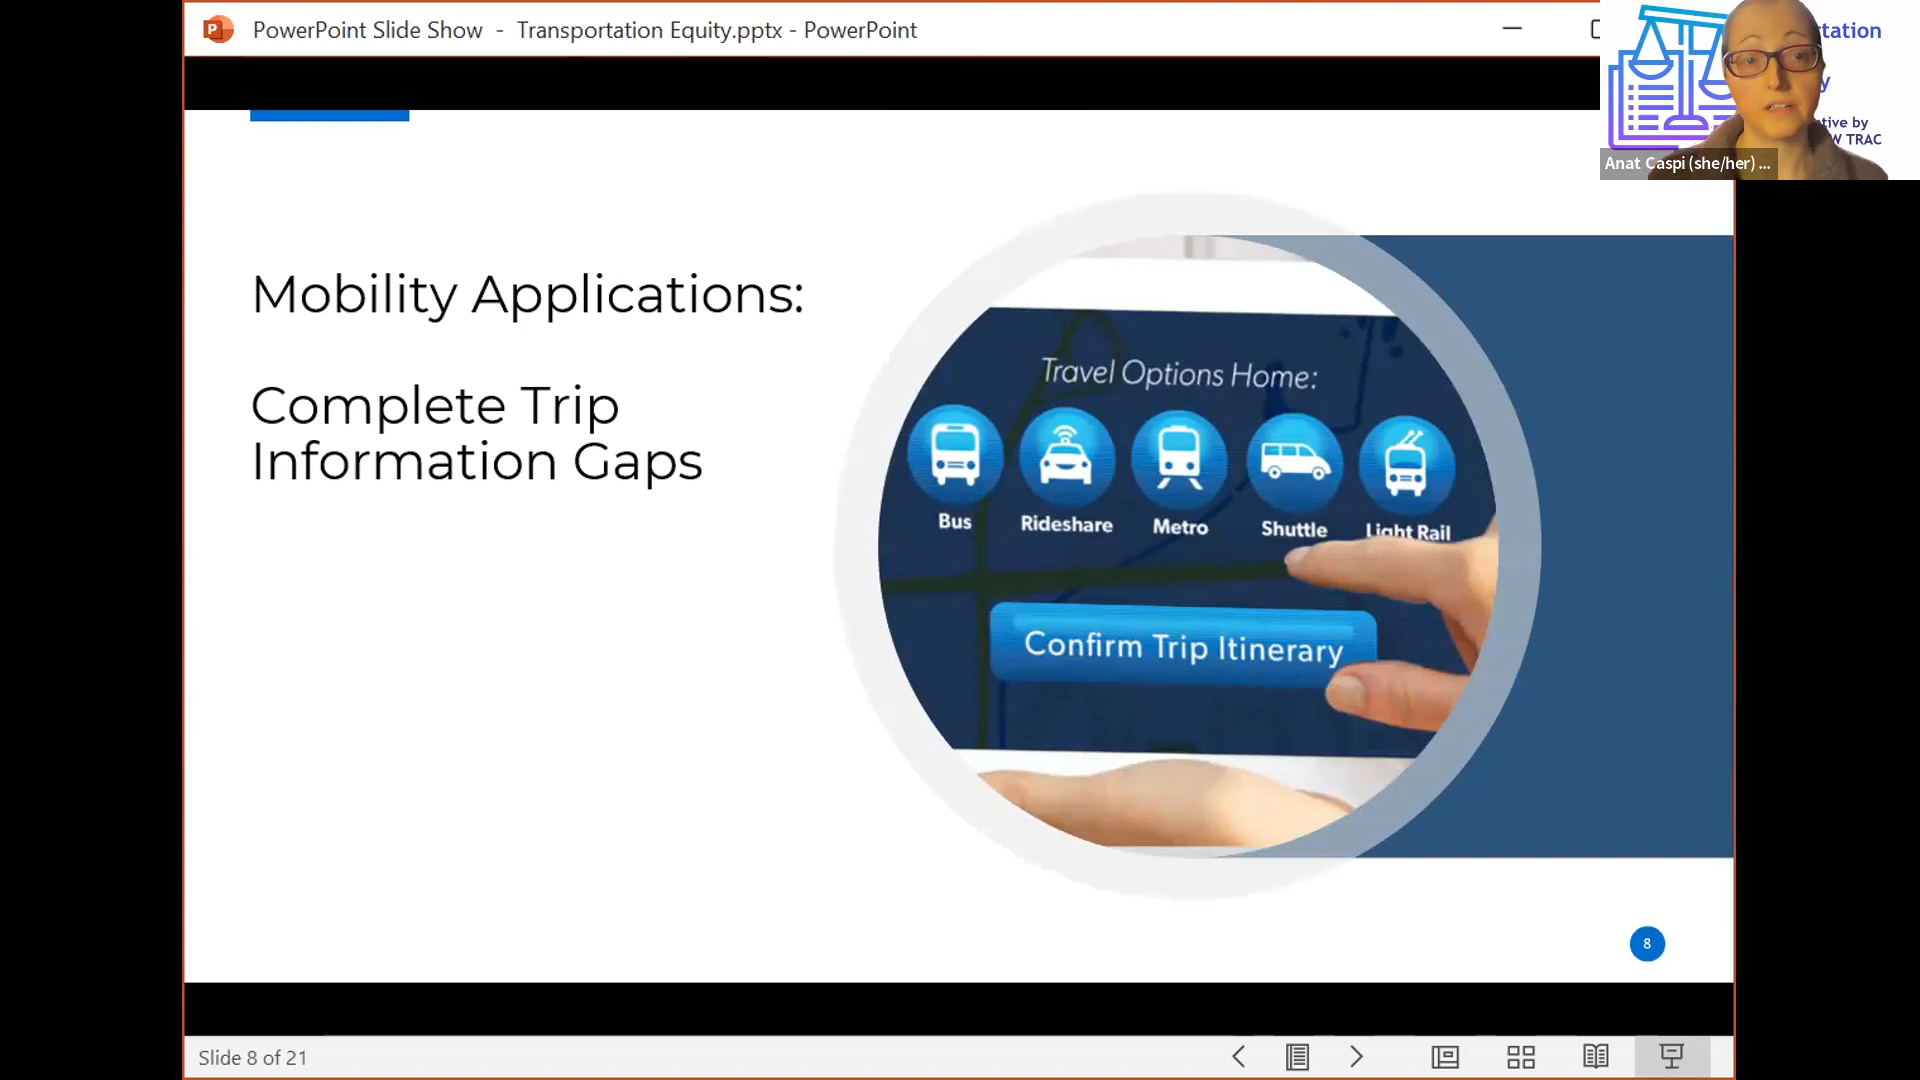 PowerPoint Slide Show - Transportation Equity.pptx - PowerPoint
tation
y
tive by
W TRAC
Anat Caspi (she/her) ...
Mobility Applications:
Complete Trip
Information Gaps
Travel Options Home:
Bus Rideshare Metro Shuttle Light Rail
Confirm Trip Itinerary
8
Slide 8 of 21